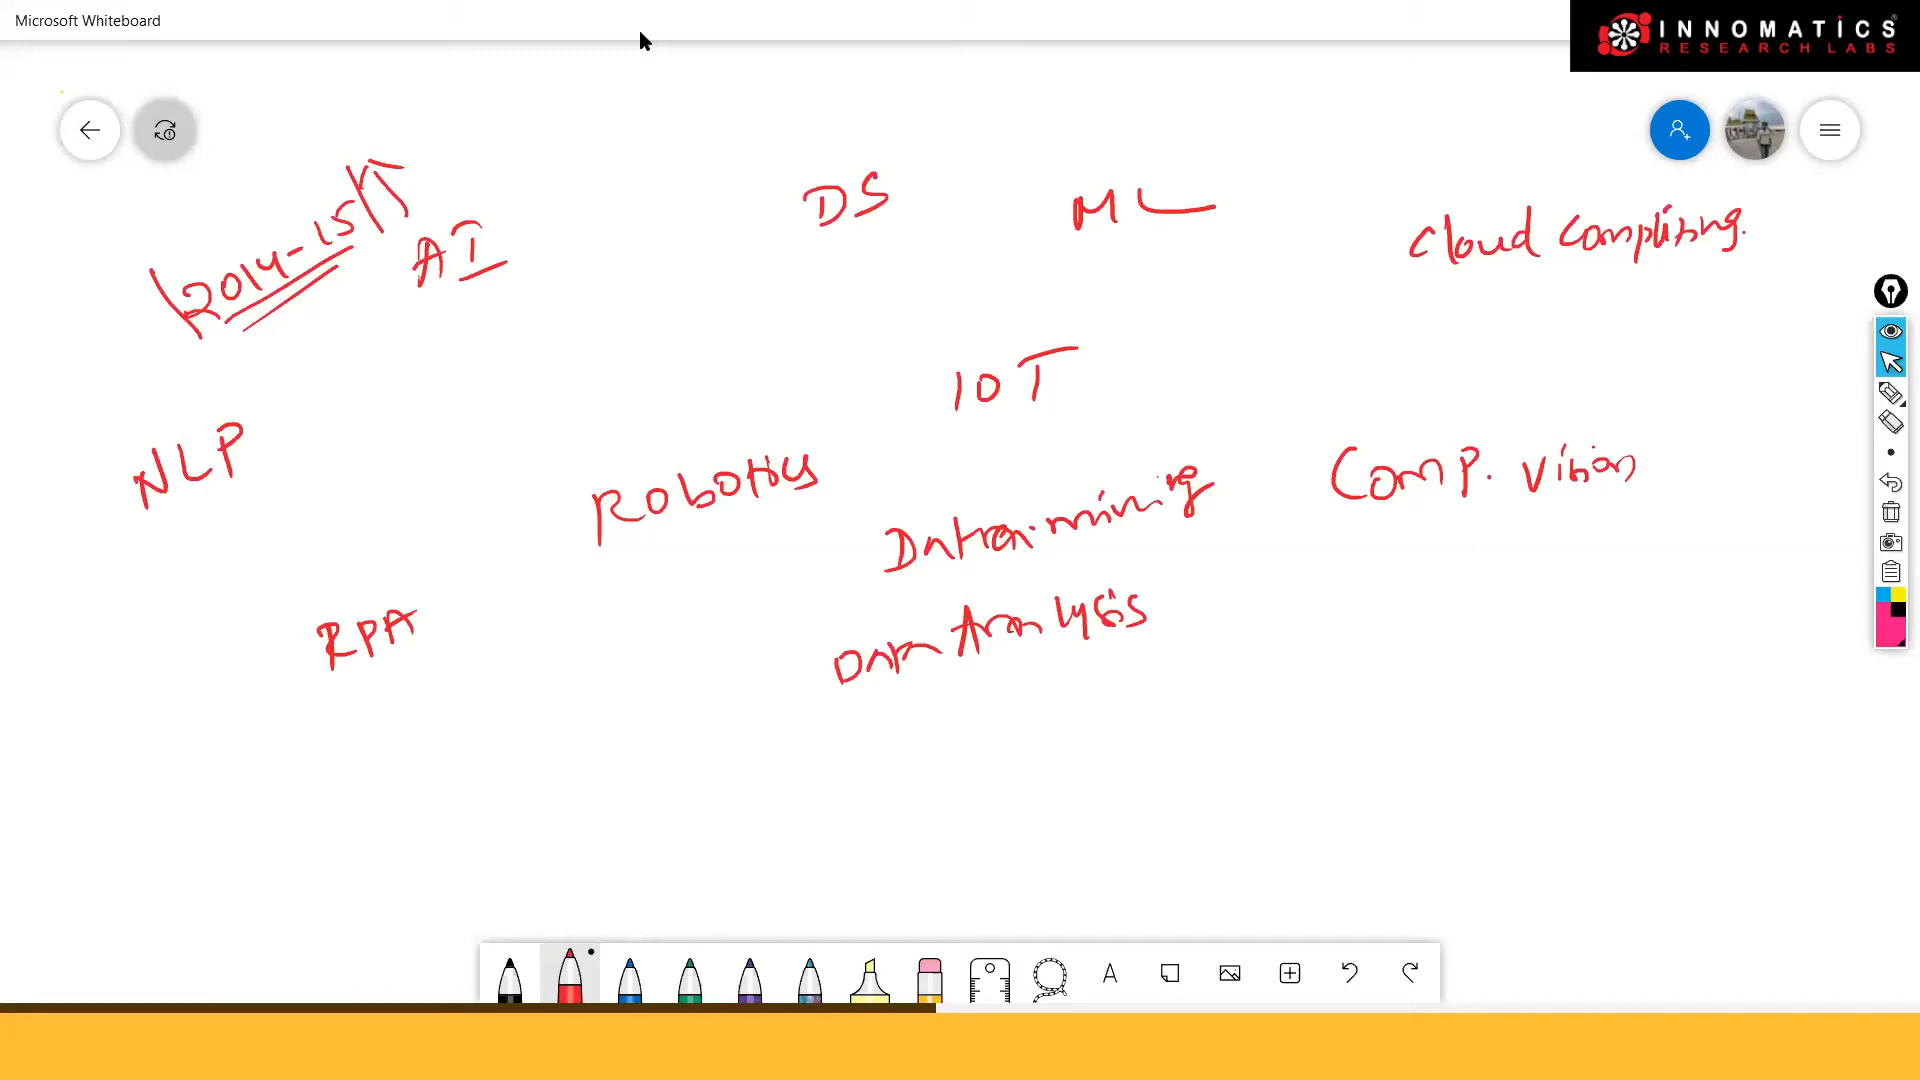 Microsoft Whiteboard
INNOMATICS
RESEARCH LABS
2014-15
AI
DS
ML
Cloud Computing.
IOT
NLP
Robotics
Comp. vision
Data mining
RPA
Data Analysis